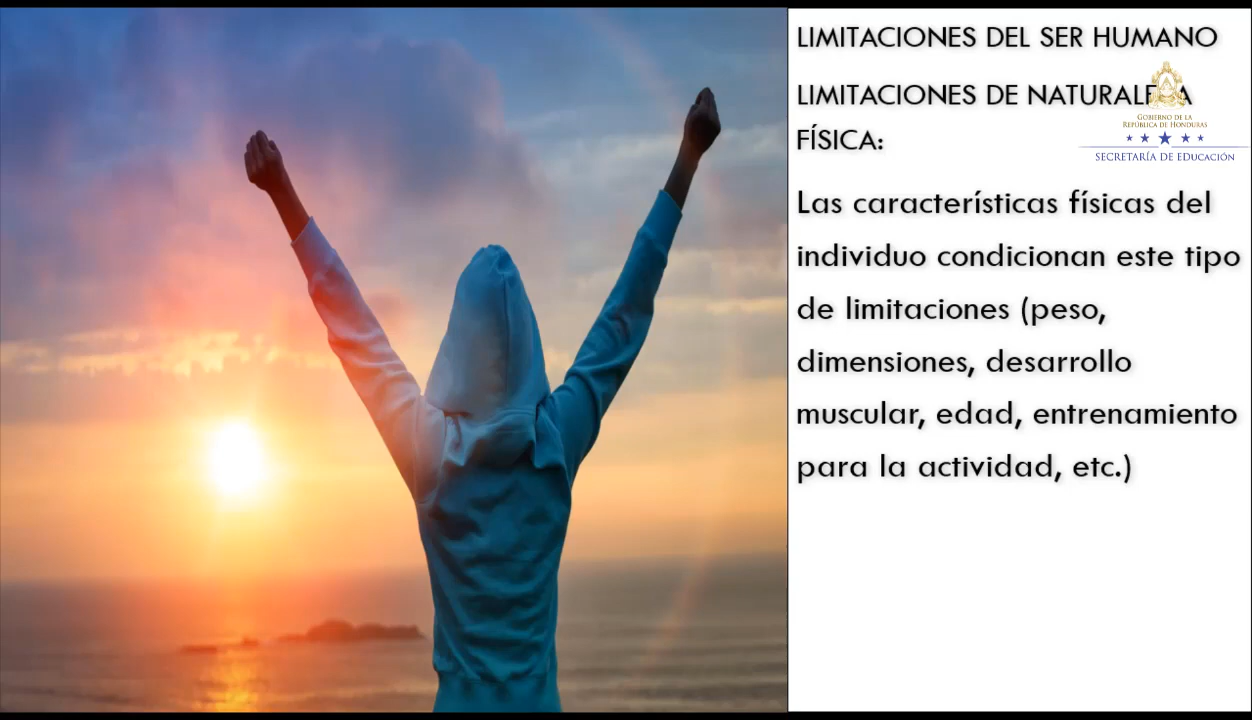 LIMITACIONES DEL SER HUMANO
LIMITACIONES DE NATURALEZA
FÍSICA:
GOBIERNO DE LA
REPÚBLICA DE HONDURAS
SECRETARÍA DE EDUCACIÓN
Las características físicas del
individuo condicionan este tipo
de limitaciones (peso,
dimensiones, desarrollo
muscular, edad, entrenamiento
para la actividad, etc.)